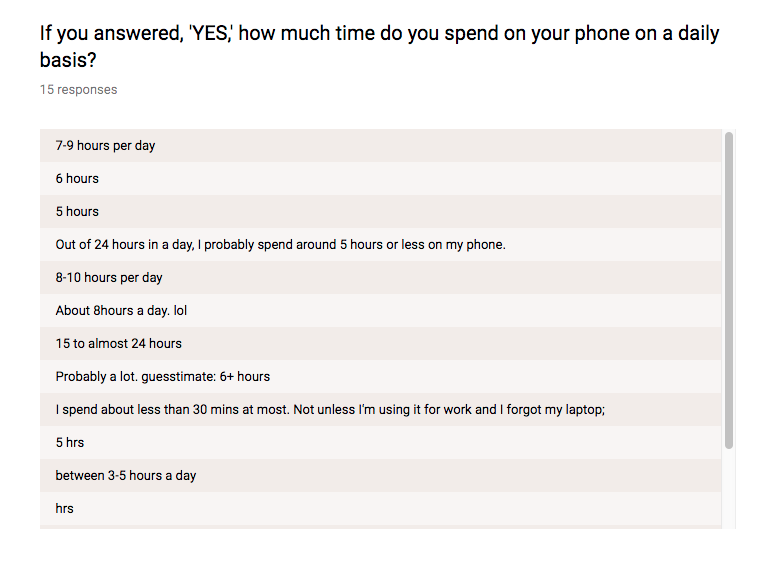 If you answered, 'YES,' how much time do you spend on your phone on a daily
basis?
15 responses
7-9 hours per day
6 hours
5 hours
Out of 24 hours in a day, I probably spend around 5 hours or less on my phone.
8-10 hours per day
About 8hours a day. lol
15 to almost 24 hours
Probably a lot. guesstimate: 6+ hours
I spend about less than 30 mins at most. Not unless I'm using it for work and I forgot my laptop;
5 hrs
between 3-5 hours a day
hrs